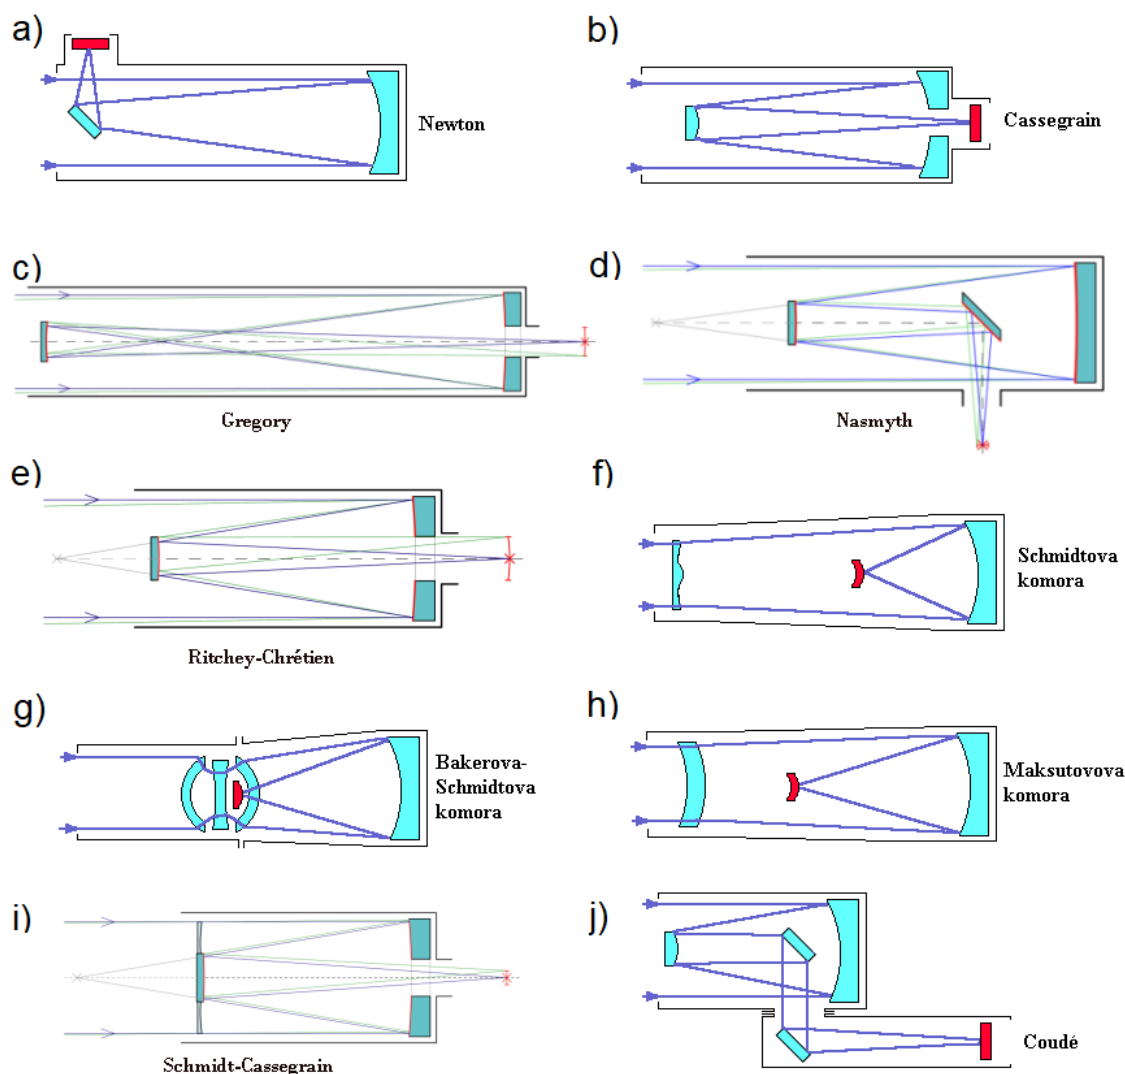 a)
Newton
b)
Cassegrain
c)
Gregory
d)
Nasmyth
e)
Ritchey-Chrétien
f)
Schmidtova
komora
g)
Bakerova-
Schmidtova
komora
h)
Maksutovova
komora
i)
Schmidt-Cassegrain
j)
Coudé